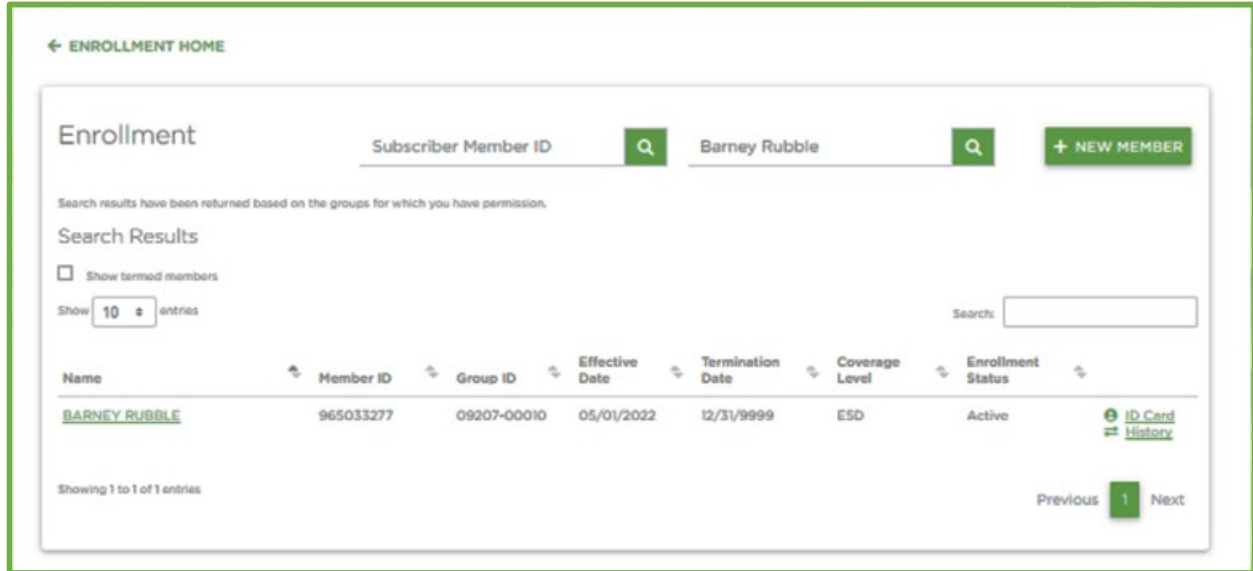 ENROLLMENT HOME
Enrollment
Subscriber Member ID
Barney Rubble
+ NEW MEMBER
Search results have been returned based on the groups for which you have permission.
Search Results
Show termed members
Show 10 entries
Search:
Name Member ID Group ID Effective Date Termination Date Coverage Level Enrollment Status
BARNEY RUBBLE 965033277 09207-00010 05/01/2022 12/31/9999 ESD Active ID Card
History
Showing 1 to 1 of 1 entries
Previous 1 Next